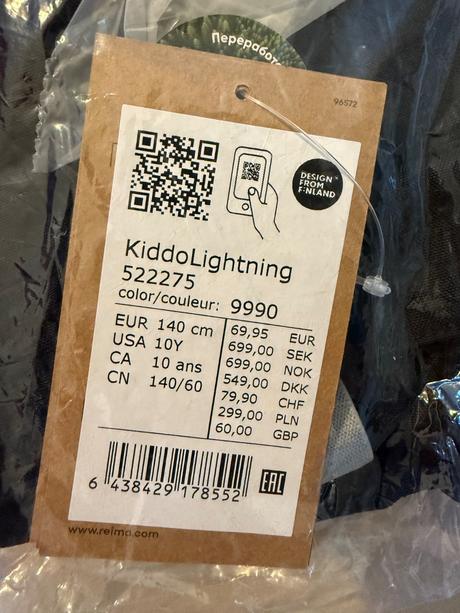 Переработ
96572
DESIGN
FROM
FINLAND
KiddoLightning
522275
color/couleur: 9990
EUR 140 cm
USA 10Y
CA 10 ans
CN 140/60
69,95 EUR
699,00 SEK
699,00 NOK
549,00 DKK
79,90 CHF
299,00 PLN
60,00 GBP
6 438429 178552
EAC
www.reima.com